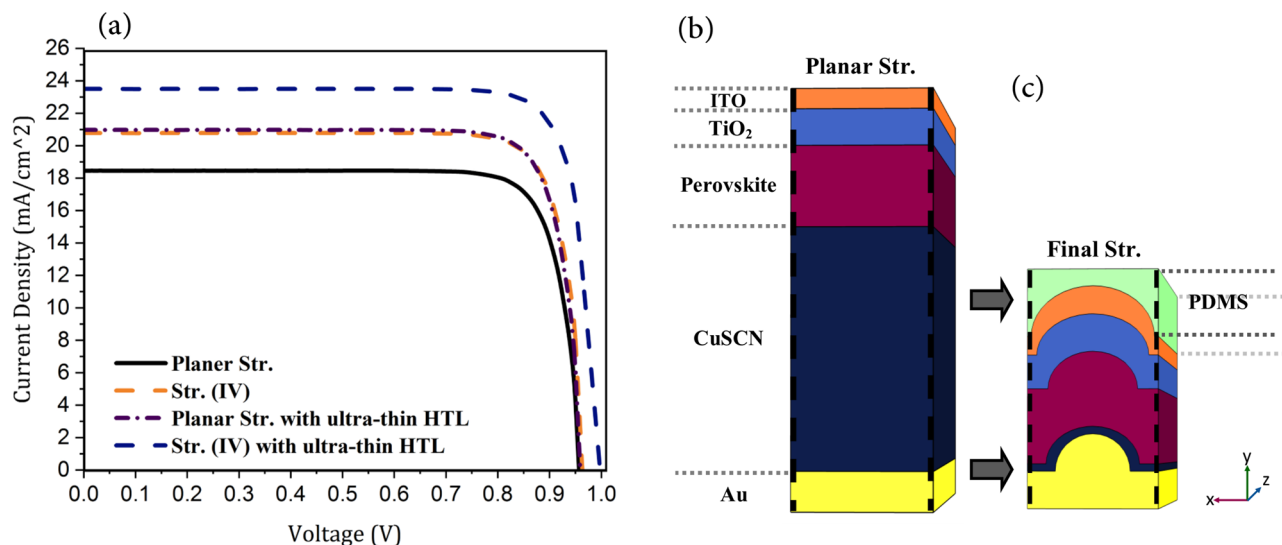 (a)
26
24
22
20
18
16
14
12
10
8
6
4
2
0
Current Density (mA/cm^2)
Planer Str.
Str. (IV)
Planar Str. with ultra-thin HTL
Str. (IV) with ultra-thin HTL
0.0 0.1 0.2 0.3 0.4 0.5 0.6 0.7 0.8 0.9 1.0
Voltage (V)
(b)
Planar Str.
ITO
TiO₂
Perovskite
CuSCN
Au
(c)
Final Str.
PDMS
y
z
x